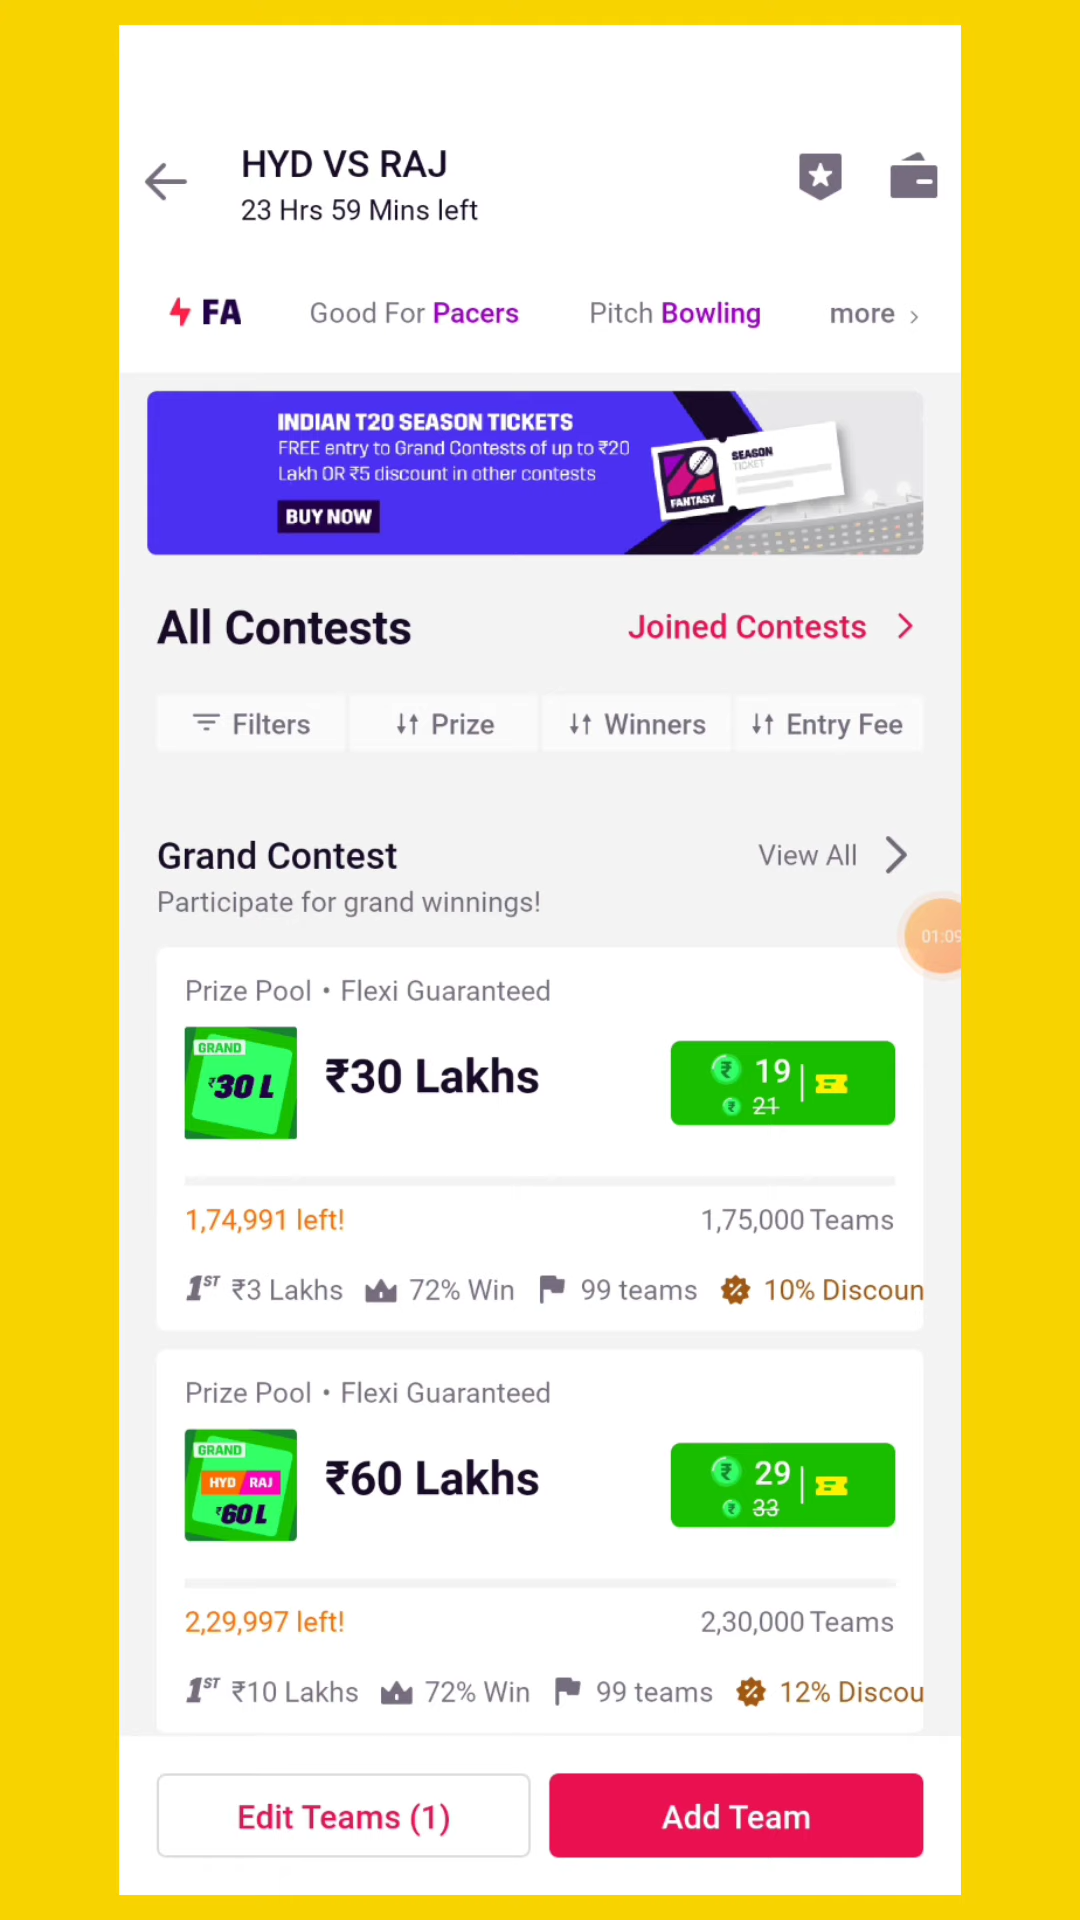 HYD VS RAJ
23 Hrs 59 Mins left
FA
Good For Pacers
Pitch Bowling
more
INDIAN T20 SEASON TICKETS
FREE entry to Grand Contests of up to ₹20
Lakh OR ₹5 discount in other contests
BUY NOW
SEASON
TICKET
FANTASY
All Contests
Joined Contests
Filters
Prize
Winners
Entry Fee
Grand Contest
View All
Participate for grand winnings!
01:09
Prize Pool • Flexi Guaranteed
GRAND
₹30 L
₹30 Lakhs
₹ 19
₹ 21
1,74,991 left!
1,75,000 Teams
1ST ₹3 Lakhs 72% Win 99 teams 10% Discoun
Prize Pool • Flexi Guaranteed
GRAND
HYD RAJ
₹60 L
₹60 Lakhs
₹ 29
₹ 33
2,29,997 left!
2,30,000 Teams
1ST ₹10 Lakhs 72% Win 99 teams 12% Discou
Edit Teams (1)
Add Team